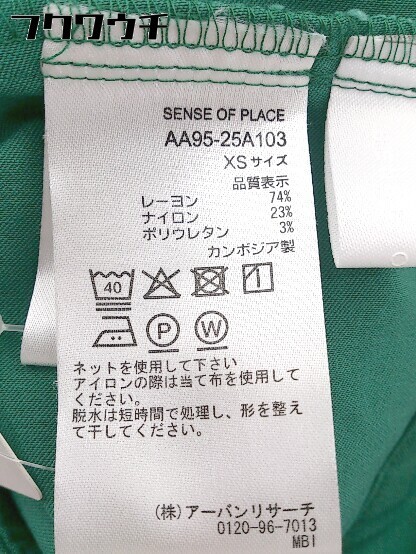 フクウロウチ
SENSE OF PLACE
AA95-25A103
XSサイズ
品質表示
レーヨン 74%
ナイロン 23%
ポリウレタン 3%
カンボジア製
40
P W
ネットを使用して下さい
アイロンの際は当て布を使用して
ください。
脱水は短時間で処理し、形を整え
て干してください。
(株) アーバンリサーチ
0120-96-7013
MBI